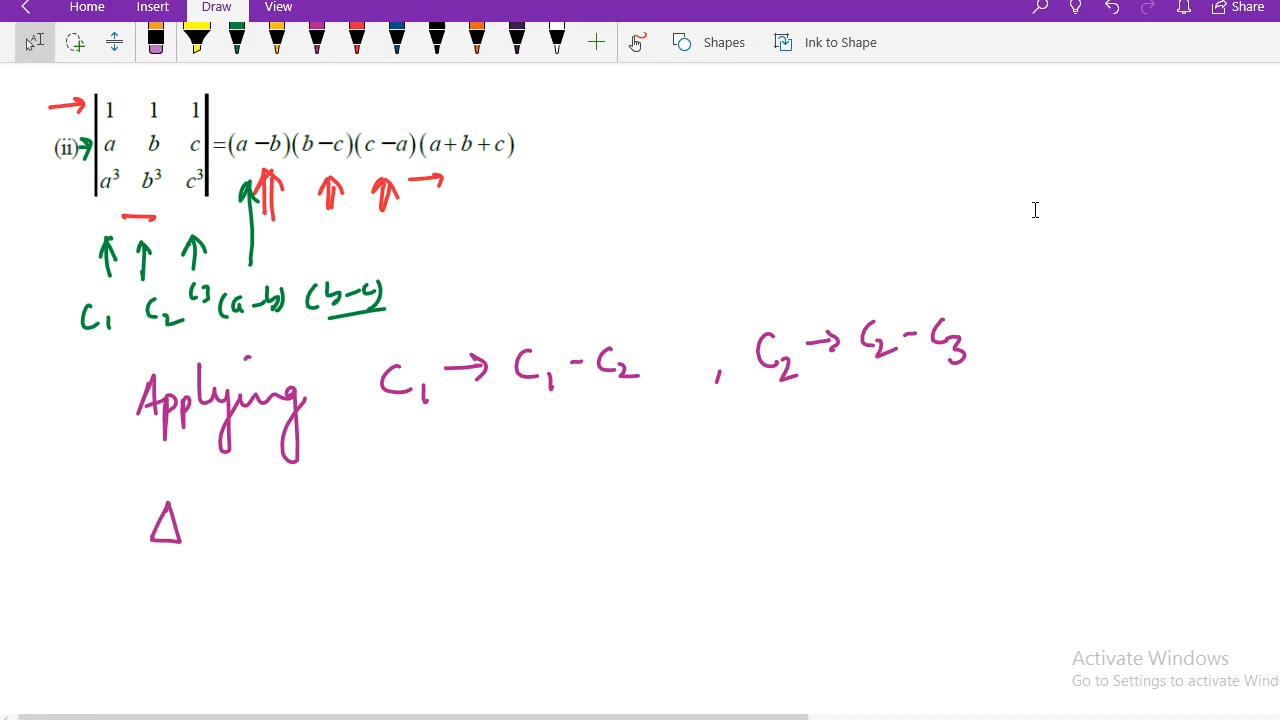 Home Insert Draw View Share
Shapes Ink to Shape
(ii) | 1 1 1 |
| a b c | = (a – b)(b – c)(c – a)(a + b + c)
| a³ b³ c³ |
C₁ C₂ C₃ (a–b) (b–c)
Applying C₁ → C₁ – C₂ , C₂ → C₂ – C₃
Δ
Activate Windows
Go to Settings to activate Wind